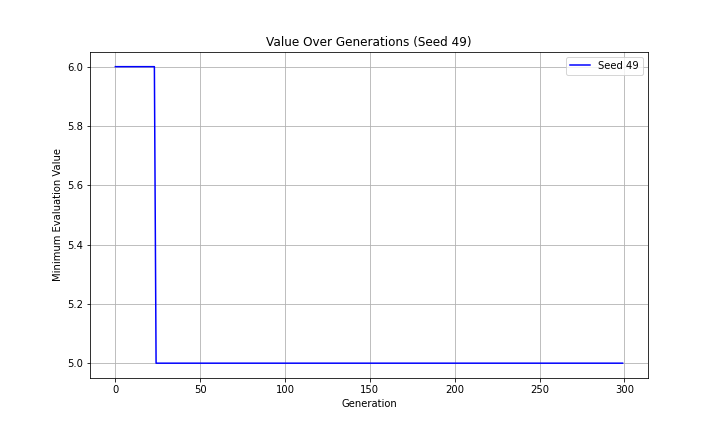 Value Over Generations (Seed 49)
Seed 49
Minimum Evaluation Value
6.0
5.8
5.6
5.4
5.2
5.0
0 50 100 150 200 250 300
Generation